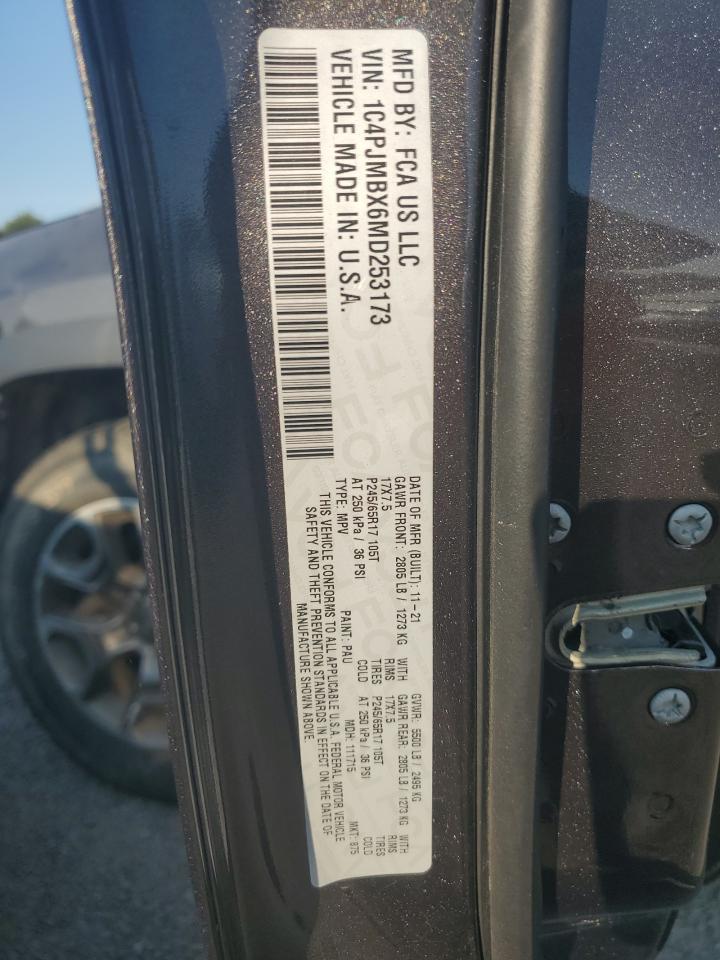 MFD BY: FCA US LLC
VIN: 1C4PJMBX6MD253173
VEHICLE MADE IN: U.S.A.
DATE OF MFR (BUILT): 11-21 GVWR: 5500 LB / 2495 KG
GAWR FRONT: 2805 LB / 1273 KG WITH GAWR REAR: 2805 LB / 1273 KG WITH
17X7.5 RIMS 17X7.5 RIMS
P245/65R17 105T TIRES P245/65R17 105T TIRES
AT 250 kPa / 36 PSI COLD AT 250 kPa / 36 PSI COLD
TYPE: MPV PAINT: PAU MDH: 111715 MKT: 875
THIS VEHICLE CONFORMS TO ALL APPLICABLE U.S.A. FEDERAL MOTOR VEHICLE
SAFETY AND THEFT PREVENTION STANDARDS IN EFFECT ON THE DATE OF
MANUFACTURE SHOWN ABOVE.